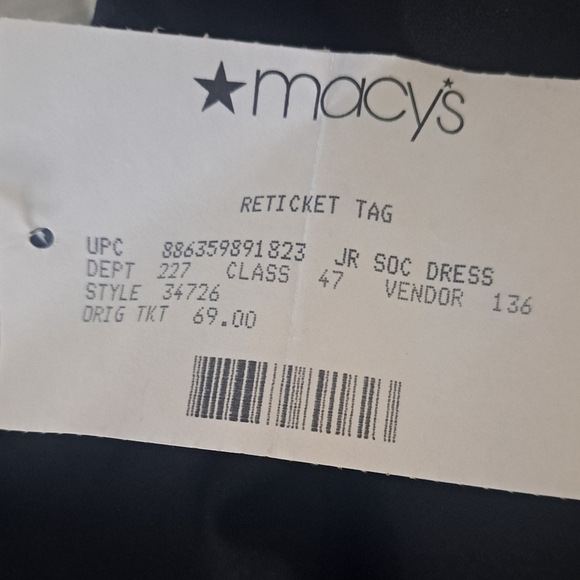 ★macy's
RETICKET TAG
UPC 886359891823 JR SOC DRESS
DEPT 227 CLASS 47 VENDOR 136
STYLE 34726
ORIG TKT 69.00